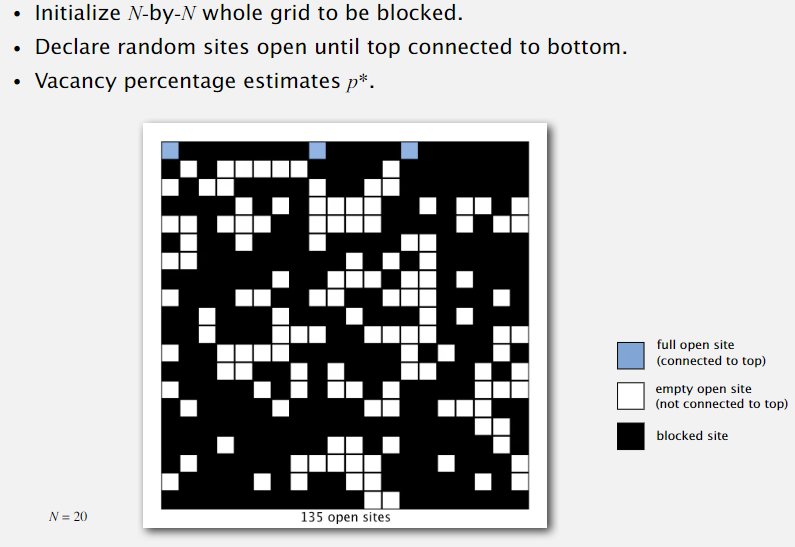 • Initialize N-by-N whole grid to be blocked.
• Declare random sites open until top connected to bottom.
• Vacancy percentage estimates p*.
full open site
(connected to top)
empty open site
(not connected to top)
blocked site
N = 20
135 open sites